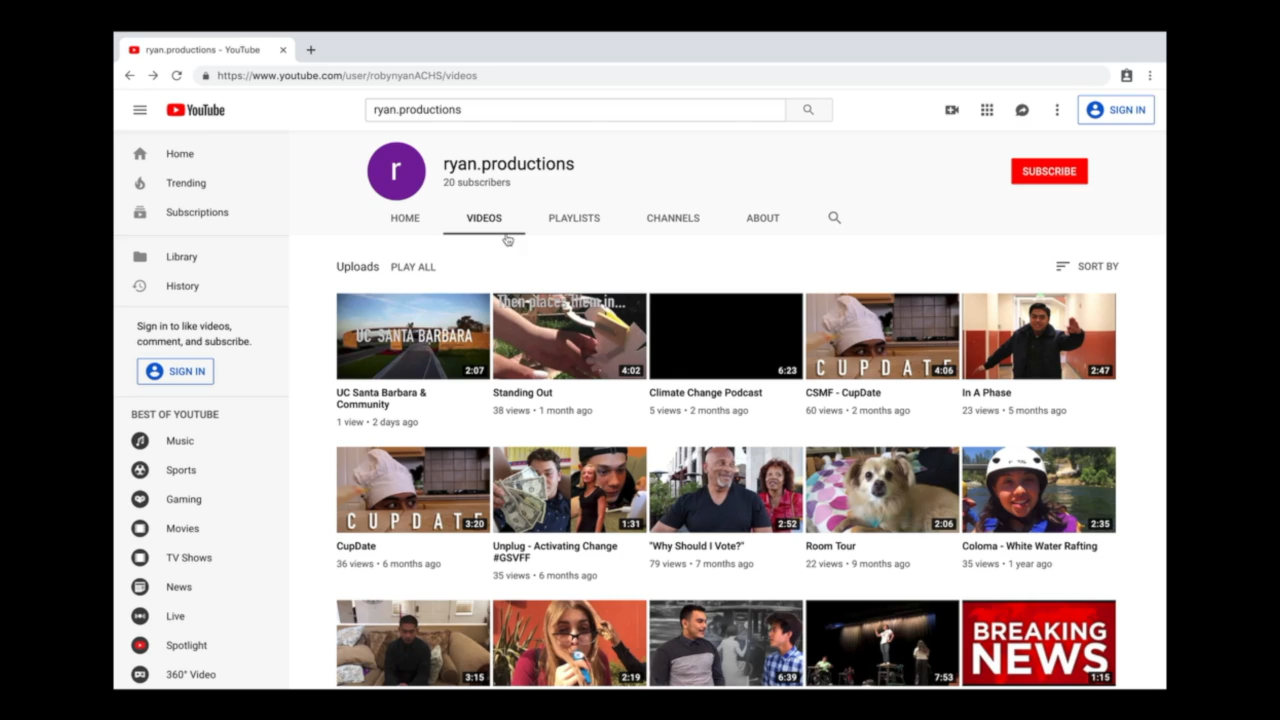 ryan.productions - YouTube
https://www.youtube.com/user/robynyanACHS/videos
YouTube
ryan.productions
SIGN IN
Home
Trending
Subscriptions
Library
History
Sign in to like videos,
comment, and subscribe.
SIGN IN
BEST OF YOUTUBE
Music
Sports
Gaming
Movies
TV Shows
News
Live
Spotlight
360° Video
r
ryan.productions
20 subscribers
SUBSCRIBE
HOME VIDEOS PLAYLISTS CHANNELS ABOUT
Uploads PLAY ALL
SORT BY
UC SANTA BARBARA
2:07
UC Santa Barbara &
Community
1 view • 2 days ago
Then places them in...
4:02
Standing Out
38 views • 1 month ago
6:23
Climate Change Podcast
5 views • 2 months ago
CUPDATE
4:06
CSMF - CupDate
60 views • 2 months ago
2:47
In A Phase
23 views • 5 months ago
CUPDATE
3:20
CupDate
36 views • 6 months ago
1:31
Unplug - Activating Change
#GSVFF
35 views • 6 months ago
2:52
"Why Should I Vote?"
79 views • 7 months ago
2:06
Room Tour
22 views • 9 months ago
2:35
Coloma - White Water Rafting
35 views • 1 year ago
3:15
2:19
6:39
7:53
BREAKING
NEWS
1:15